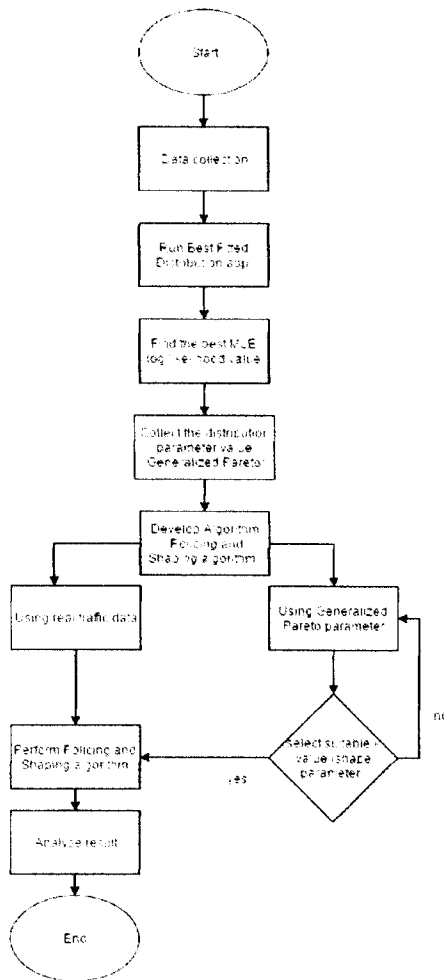 Start
Data collection
Run Best Fitted
Distribution app
Find the best MLE
log likelihood value
Collect the distribution
parameter value
Generalized Pareto
Develop Algorithm
Policing and
Shaping algorithm
Using real traffic data
Using Generalized
Pareto parameter
no
Select suitable
value (shape
parameter
yes
Perform Policing and
Shaping algorithm
Analyze result
End